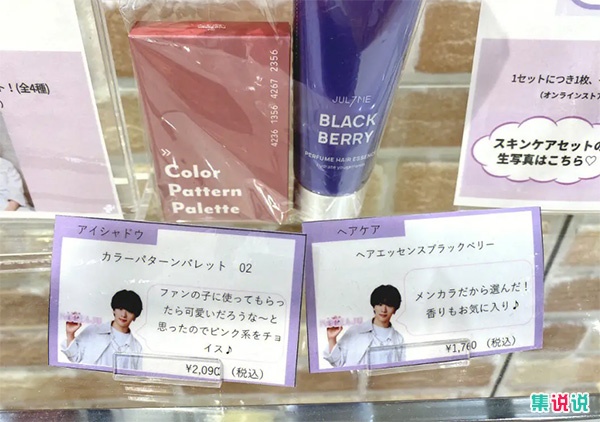 ！(全4種)
4236 1356 4267 2356
Color
Pattern
Palette
JUL7ME
BLACK
BERRY
PERFUME HAIR ESSENCE
1セットにつき1枚、
(オンラインストア
スキンケアセットの
生写真はこちら♡
アイシャドウ
カラーパターンパレット 02
ファンの子に使ってもらっ
たら可愛いだろうな〜と
思ったのでピンク系をチョ
イス♪
¥2,090 (税込)
ヘアケア
ヘアエッセンスブラックベリー
メンカラだから選んだ！
香りもお気に入り♪
¥1,760 (税込)
集说说